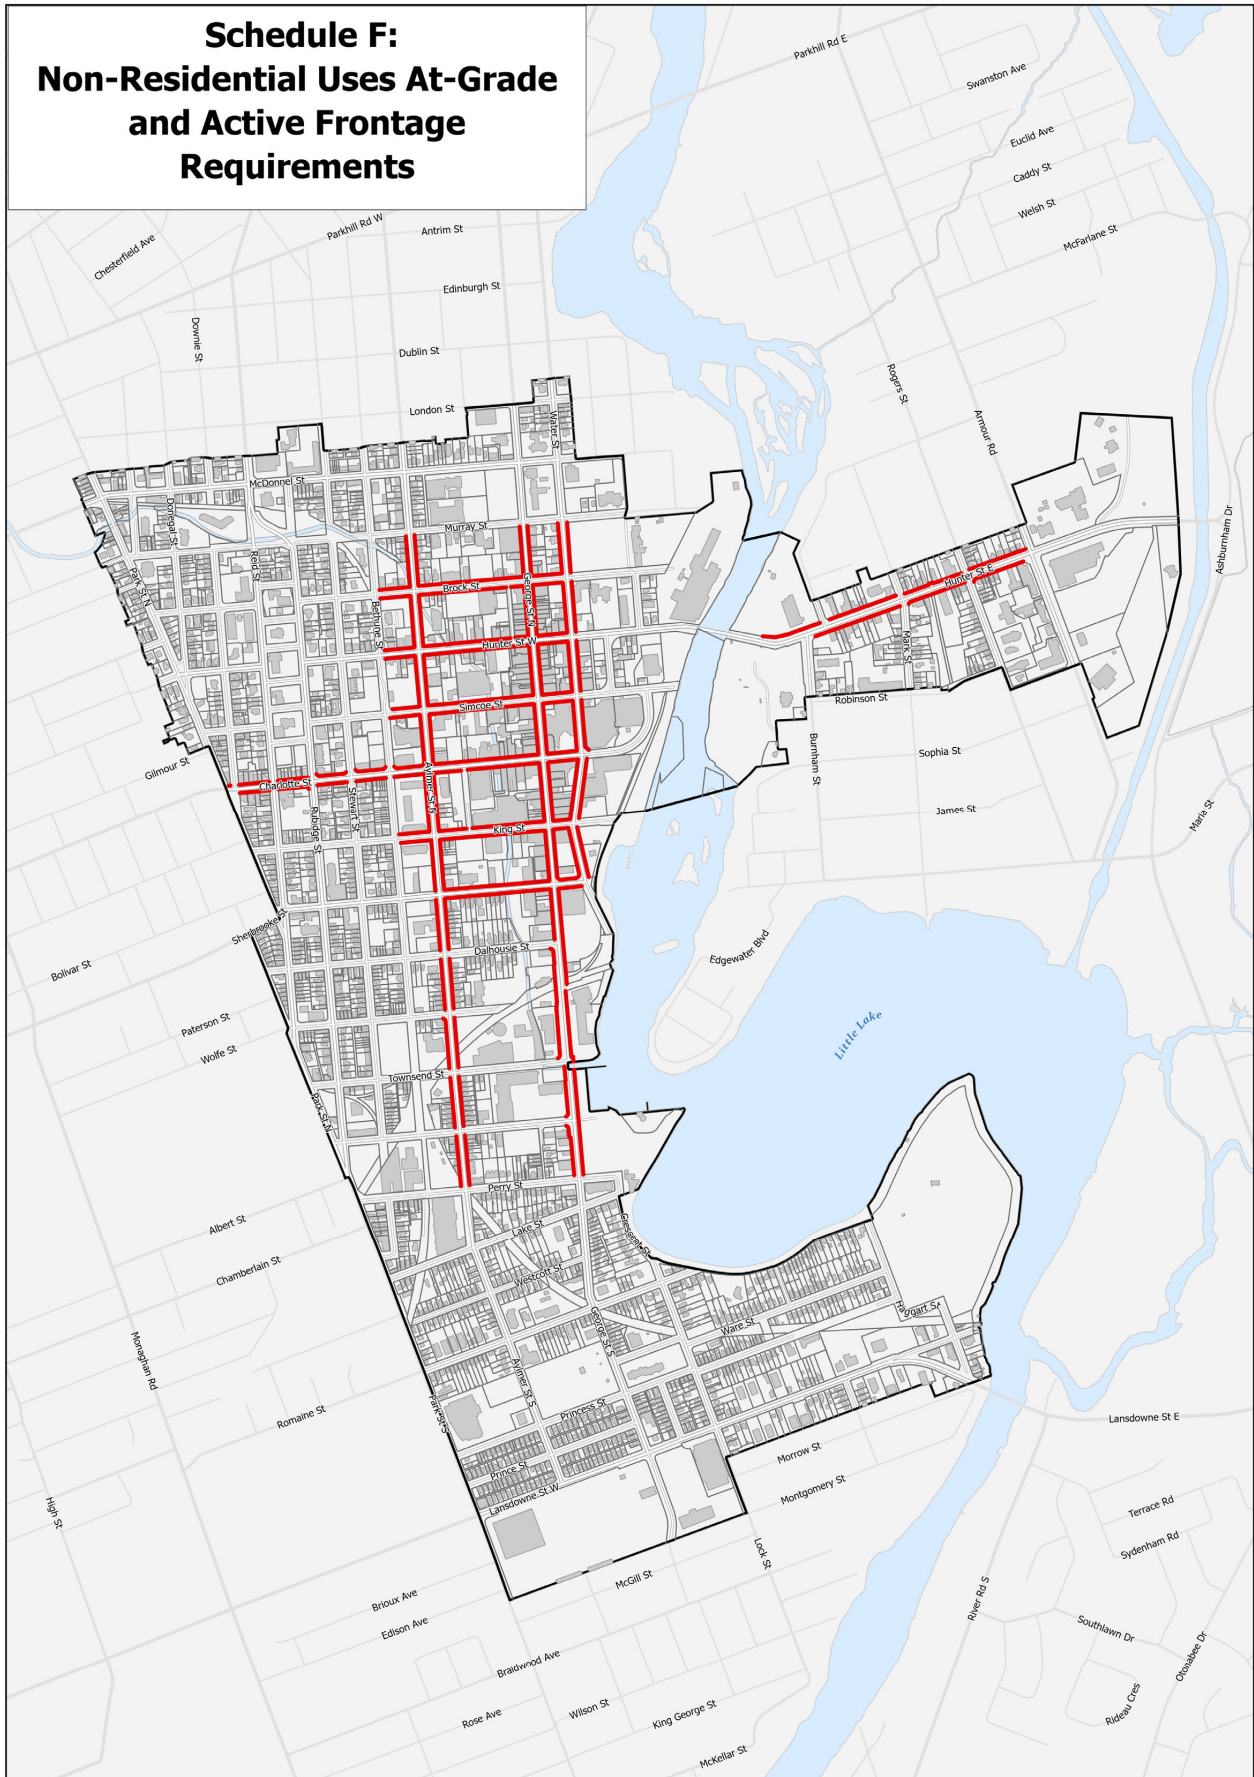 Schedule F:
Non-Residential Uses At-Grade
and Active Frontage
Requirements
Parkhill Rd E
Swanston Ave
Euclid Ave
Caddy St
Welsh St
McFarlane St
Chesterfield Ave
Parkhill Rd W
Antrim St
Edinburgh St
Downie St
Dublin St
London St
Water St
Rogers St
Armour Rd
McDonnel St
Donegal St
Murray St
Reid St
Park St N
Brock St
George St N
Bethune St
Hunter St W
Hunter St E
Mark St
Ashburnham Dr
Robinson St
Simcoe St
Gilmour St
Charlotte St
Aylmer St N
Stewart St
Rubidge St
King St
Burnham St
Sophia St
James St
Maria St
Sherbrooke St
Dalhousie St
Edgewater Blvd
Bolivar St
Paterson St
Wolfe St
Little Lake
Townsend St
Park St N
Perry St
Albert St
Lake St
Crescent St
Chamberlain St
Westcott St
Haggart St
Ware St
George St S
Monaghan Rd
Aylmer St S
Park St S
Princess St
Romaine St
Lansdowne St E
Morrow St
Prince St
Lansdowne St W
Montgomery St
High St
Terrace Rd
Sydenham Rd
Lock St
McGill St
Brioux Ave
Edison Ave
River Rd S
Southlawn Dr
Otonabee Dr
Braidwood Ave
Rideau Cres
Wilson St
King George St
Rose Ave
McKellar St